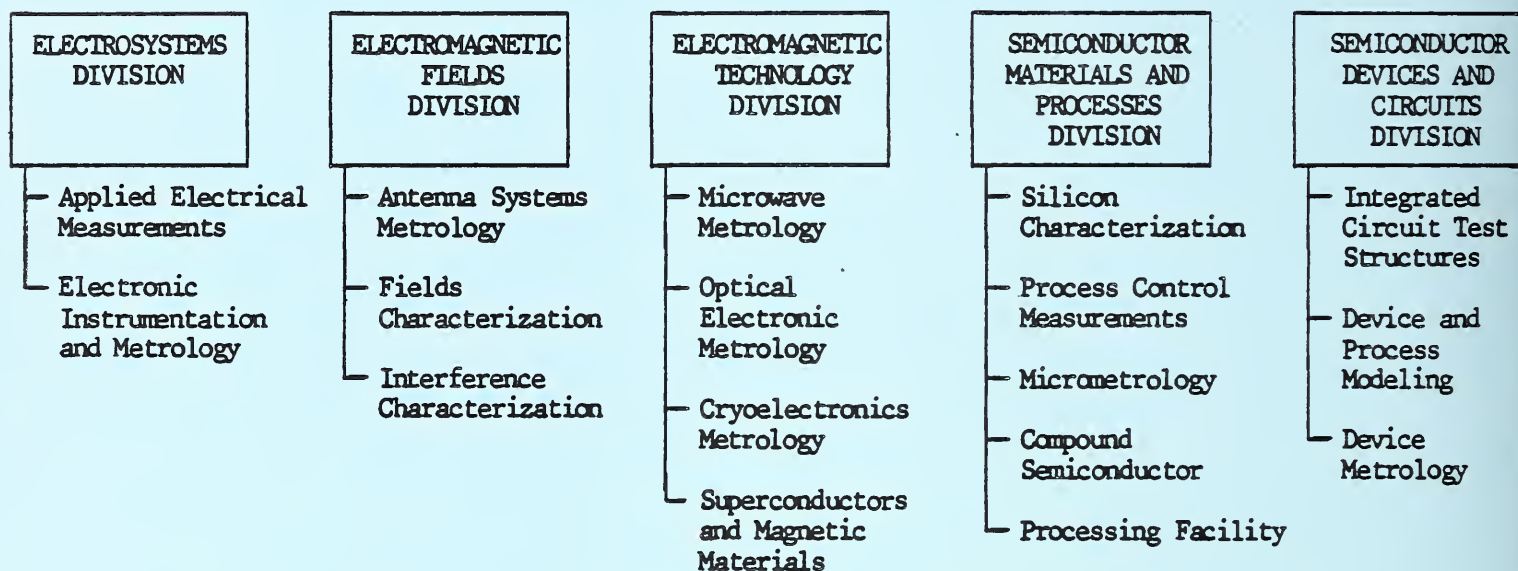 ELECTROSYSTEMS
DIVISION
Applied Electrical
Measurements
Electronic
Instrumentation
and Metrology
ELECTROMAGNETIC
FIELDS
DIVISION
Antenna Systems
Metrology
Fields
Characterization
Interference
Characterization
ELECTROMAGNETIC
TECHNOLOGY
DIVISION
Microwave
Metrology
Optical
Electronic
Metrology
Cryoelectronics
Metrology
Superconductors
and Magnetic
Materials
SEMICONDUCTOR
MATERIALS AND
PROCESSES
DIVISION
Silicon
Characterization
Process Control
Measurements
Micrometrology
Compound
Semiconductor
Processing Facility
SEMICONDUCTOR
DEVICES AND
CIRCUITS
DIVISION
Integrated
Circuit Test
Structures
Device and
Process
Modeling
Device
Metrology